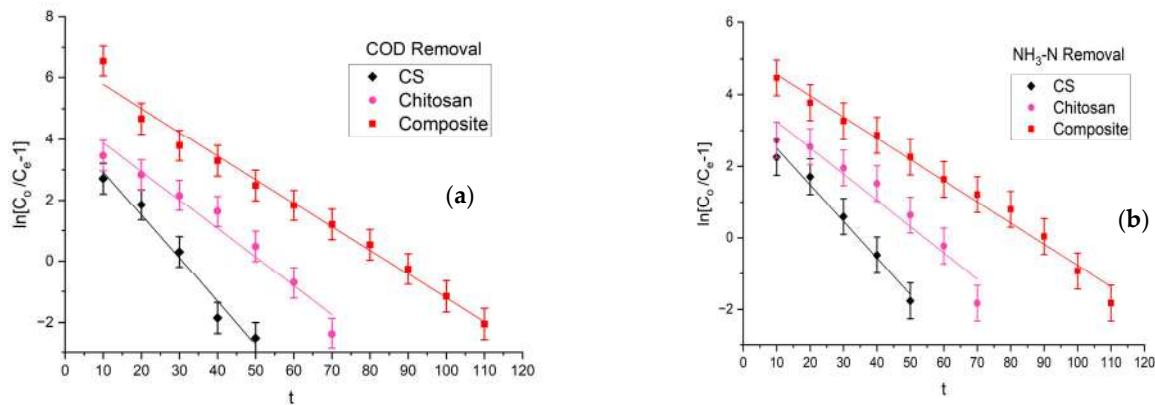 8
6
4
2
0
−2
0 10 20 30 40 50 60 70 80 90 100 110 120
t
ln[Co /Ce-1]
COD Removal
CS
Chitosan
Composite
(a)
6
4
2
0
−2
0 10 20 30 40 50 60 70 80 90 100 110 120
t
ln[Co /Ce-1]
NH3-N Removal
CS
Chitosan
Composite
(b)